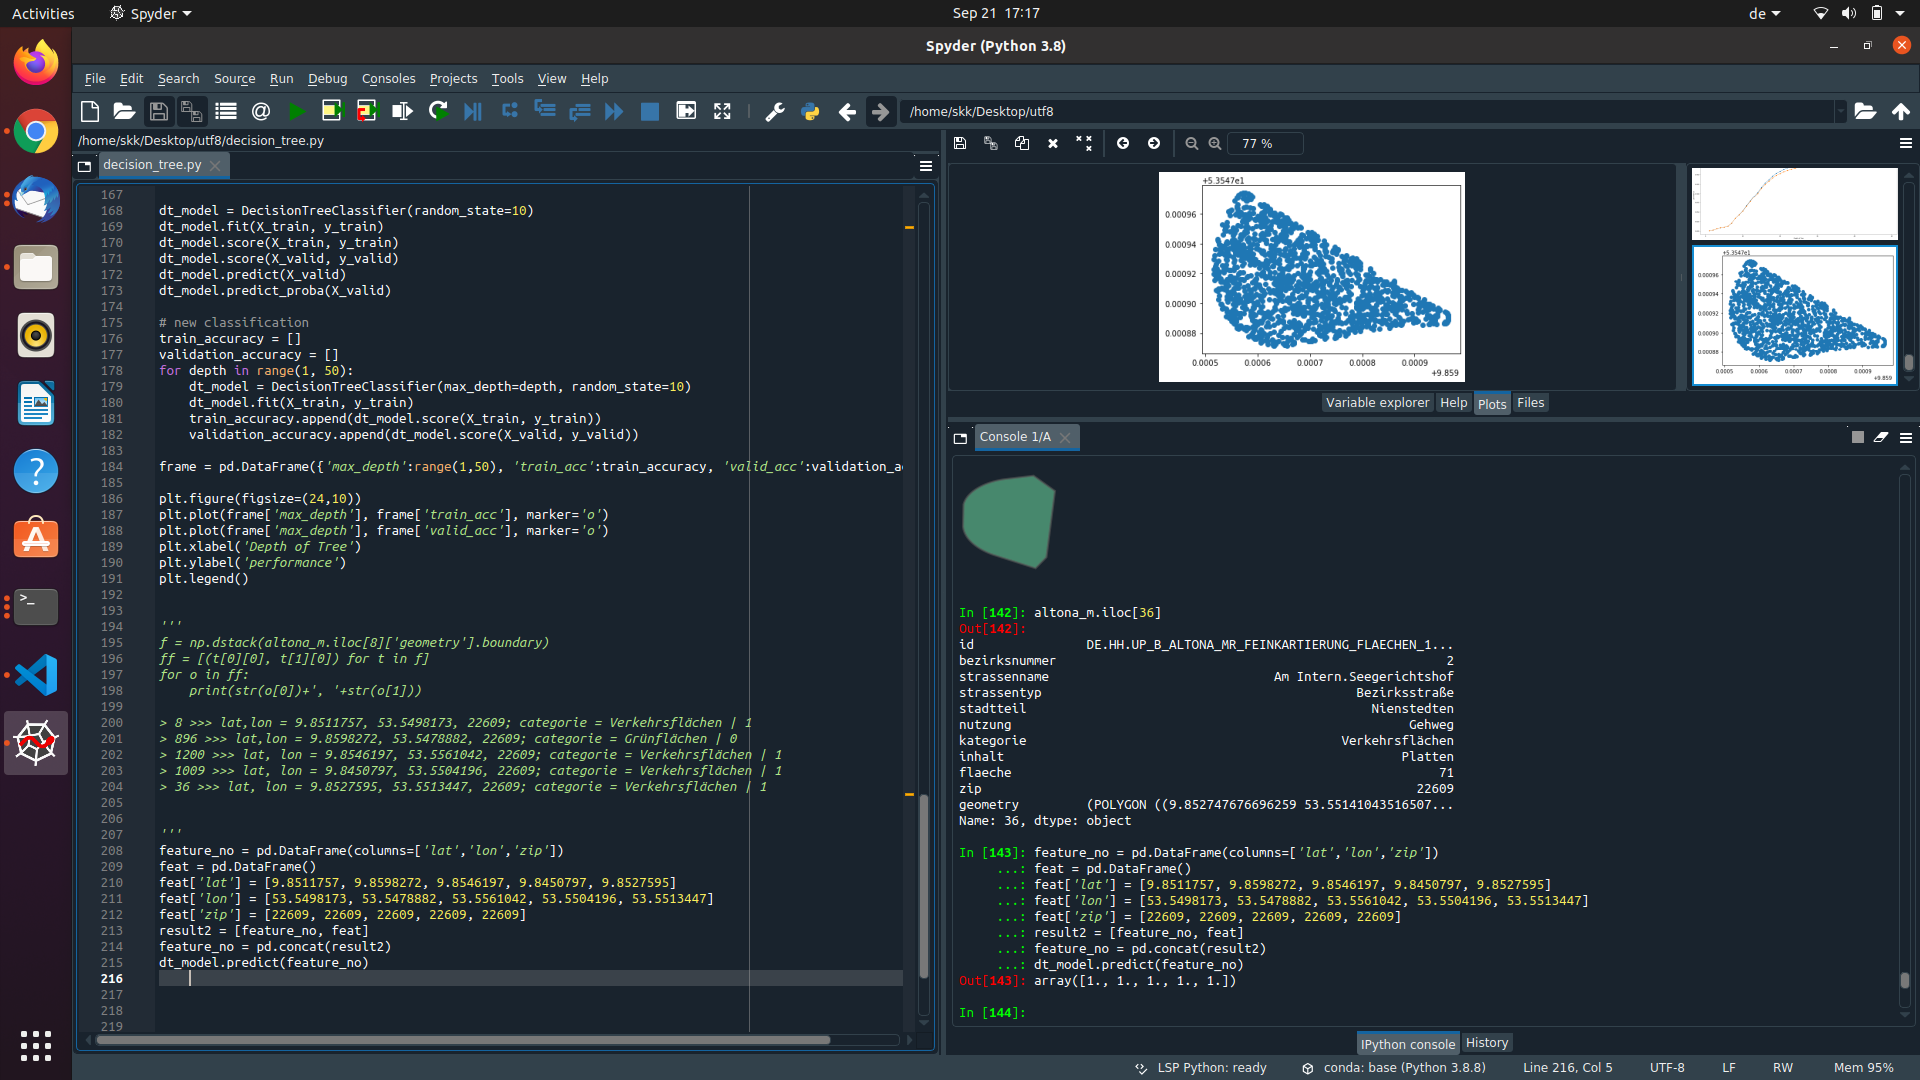 Activities
Spyder
Sep 21 17:17
de
Spyder (Python 3.8)
File Edit Search Source Run Debug Consoles Projects Tools View Help
/home/skk/Desktop/utf8
/home/skk/Desktop/utf8/decision_tree.py
decision_tree.py
167
168 dt_model = DecisionTreeClassifier(random_state=10)
169 dt_model.fit(X_train, y_train)
170 dt_model.score(X_train, y_train)
171 dt_model.score(X_valid, y_valid)
172 dt_model.predict(X_valid)
173 dt_model.predict_proba(X_valid)
174
175 # new classification
176 train_accuracy = []
177 validation_accuracy = []
178 for depth in range(1, 50):
179     dt_model = DecisionTreeClassifier(max_depth=depth, random_state=10)
180     dt_model.fit(X_train, y_train)
181     train_accuracy.append(dt_model.score(X_train, y_train))
182     validation_accuracy.append(dt_model.score(X_valid, y_valid))
183
184 frame = pd.DataFrame({'max_depth':range(1,50), 'train_acc':train_accuracy, 'valid_acc':validation_a
185
186 plt.figure(figsize=(24,10))
187 plt.plot(frame['max_depth'], frame['train_acc'], marker='o')
188 plt.plot(frame['max_depth'], frame['valid_acc'], marker='o')
189 plt.xlabel('Depth of Tree')
190 plt.ylabel('performance')
191 plt.legend()
192
193
194 '''
195 f = np.dstack(altona_m.iloc[8]['geometry'].boundary)
196 ff = [(t[0][0], t[1][0]) for t in f]
197 for o in ff:
198     print(str(o[0])+', '+str(o[1]))
199
200 > 8 >>> lat,lon = 9.8511757, 53.5498173, 22609; categorie = Verkehrsflächen | 1
201 > 896 >>> lat,lon = 9.8598272, 53.5478882, 22609; categorie = Grünflächen | 0
202 > 1200 >>> lat, lon = 9.8546197, 53.5561042, 22609; categorie = Verkehrsflächen | 1
203 > 1009 >>> lat, lon = 9.8450797, 53.5504196, 22609; categorie = Verkehrsflächen | 1
204 > 36 >>> lat, lon = 9.8527595, 53.5513447, 22609; categorie = Verkehrsflächen | 1
205
206
207 '''
208 feature_no = pd.DataFrame(columns=['lat','lon','zip'])
209 feat = pd.DataFrame()
210 feat['lat'] = [9.8511757, 9.8598272, 9.8546197, 9.8450797, 9.8527595]
211 feat['lon'] = [53.5498173, 53.5478882, 53.5561042, 53.5504196, 53.5513447]
212 feat['zip'] = [22609, 22609, 22609, 22609, 22609]
213 result2 = [feature_no, feat]
214 feature_no = pd.concat(result2)
215 dt_model.predict(feature_no)
216
217
218
219
77 %
+5.3547e1
0.00096
0.00094
0.00092
0.00090
0.00088
0.0005 0.0006 0.0007 0.0008 0.0009
+9.859
+5.3547e1
0.00096
0.00094
0.00092
0.00090
0.00088
0.0005 0.0006 0.0007 0.0008 0.0009
+9.859
Variable explorer Help Plots Files
Console 1/A
In [142]: altona_m.iloc[36]
Out[142]:
id DE.HH.UP_B_ALTONA_MR_FEINKARTIERUNG_FLAECHEN_1...
bezirksnummer 2
strassenname Am Intern.Seegerichtshof
strassentyp Bezirksstraße
stadtteil Nienstedten
nutzung Gehweg
kategorie Verkehrsflächen
inhalt Platten
flaeche 71
zip 22609
geometry (POLYGON ((9.852747676696259 53.55141043516507...
Name: 36, dtype: object
In [143]: feature_no = pd.DataFrame(columns=['lat','lon','zip'])
...: feat = pd.DataFrame()
...: feat['lat'] = [9.8511757, 9.8598272, 9.8546197, 9.8450797, 9.8527595]
...: feat['lon'] = [53.5498173, 53.5478882, 53.5561042, 53.5504196, 53.5513447]
...: feat['zip'] = [22609, 22609, 22609, 22609, 22609]
...: result2 = [feature_no, feat]
...: feature_no = pd.concat(result2)
...: dt_model.predict(feature_no)
Out[143]: array([1., 1., 1., 1., 1.])
In [144]:
IPython console History
LSP Python: ready
conda: base (Python 3.8.8)
Line 216, Col 5
UTF-8
LF
RW
Mem 95%